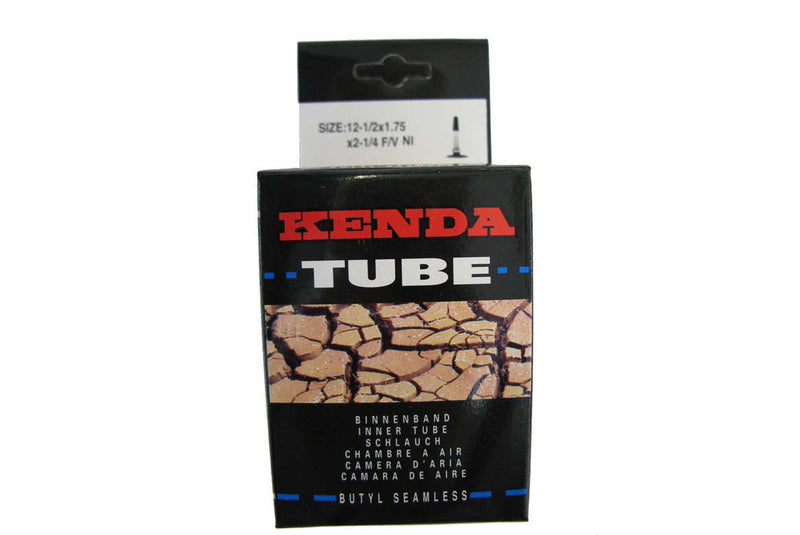 SIZE:12-1/2x1.75
x2-1/4 F/V NI
KENDA
TUBE
BINNENBAND
INNER TUBE
SCHLAUCH
CHAMBRE A AIR
CAMERA D'ARIA
CAMARA DE AIRE
BUTYL SEAMLESS